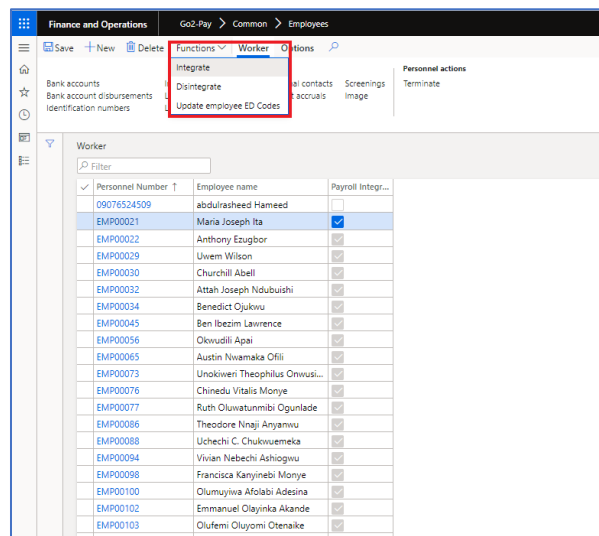 Finance and Operations Go2-Pay > Common > Employees
Save New Delete Functions Worker Options
Integrate
Disintegrate
Update employee ED Codes
Bank accounts
Bank account disbursements
Identification numbers
al contacts Screenings
t accruals Image
Personnel actions
Terminate
Worker
Filter
Personnel Number ↑ Employee name Payroll Integr...
09076524509 abdulrasheed Hameed
EMP00021 Maria Joseph Ita
EMP00022 Anthony Ezugbor
EMP00029 Uwem Wilson
EMP00030 Churchill Abell
EMP00032 Attah Joseph Ndubuishi
EMP00034 Benedict Ojukwu
EMP00045 Ben Ibezim Lawrence
EMP00056 Okwudili Apai
EMP00065 Austin Nwamaka Ofili
EMP00073 Unokiweri Theophilus Onwusi...
EMP00076 Chinedu Vitalis Monye
EMP00077 Ruth Oluwatunmibi Ogunlade
EMP00086 Theodore Nnaji Anyanwu
EMP00088 Uchechi C. Chukwuemeka
EMP00094 Vivian Nebechi Ashiogwu
EMP00098 Francisca Kanyinebi Monye
EMP00100 Olumuyiwa Afolabi Adesina
EMP00102 Emmanuel Olayinka Akande
EMP00103 Olufemi Oluyomi Otenaike